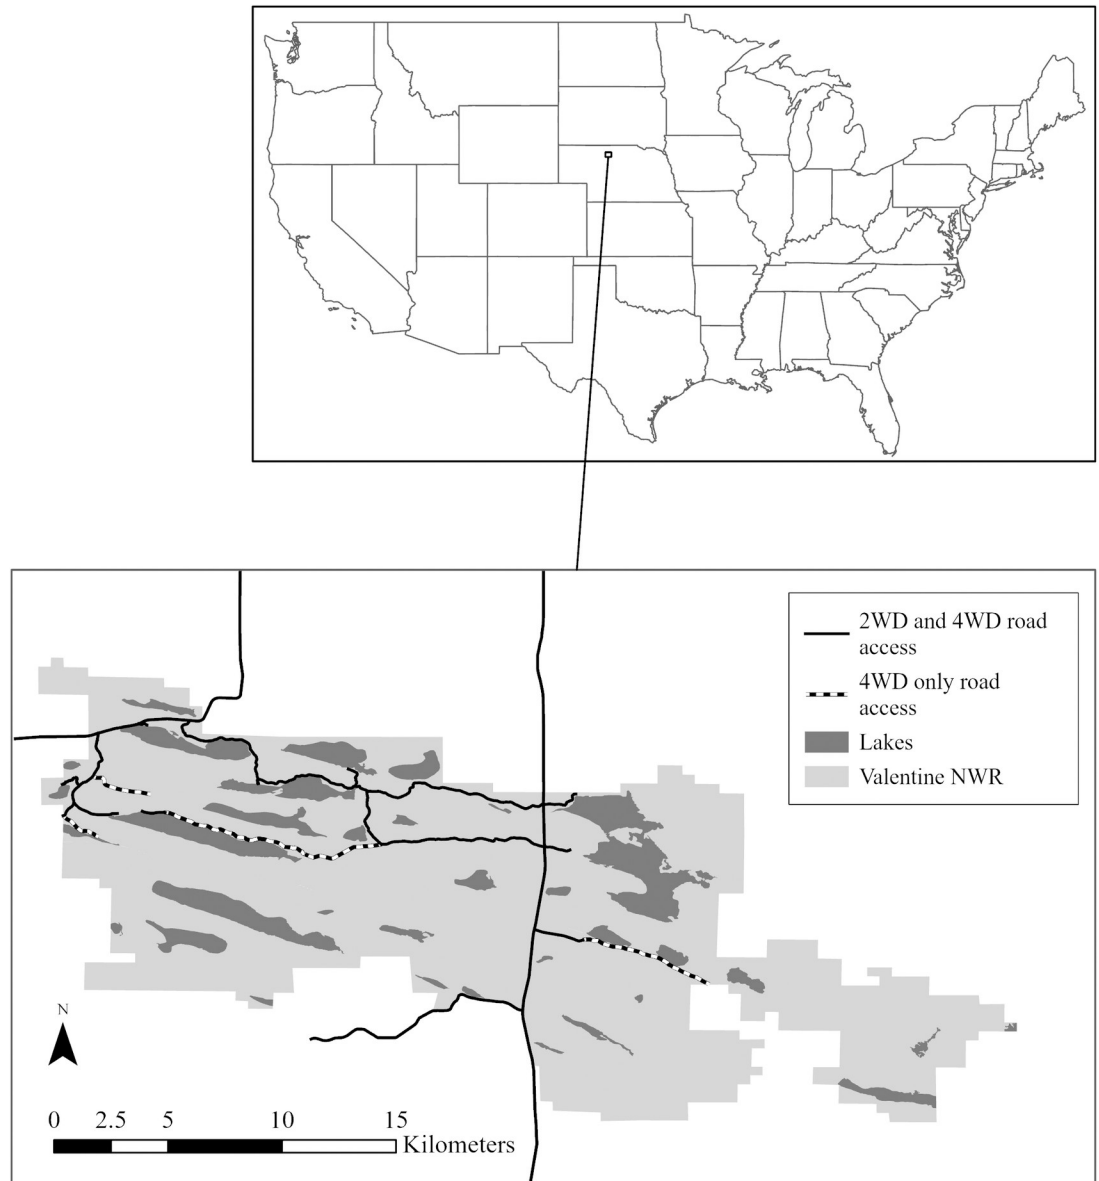 2WD and 4WD road
access
4WD only road
access
Lakes
Valentine NWR
N
0 2.5 5 10 15
Kilometers